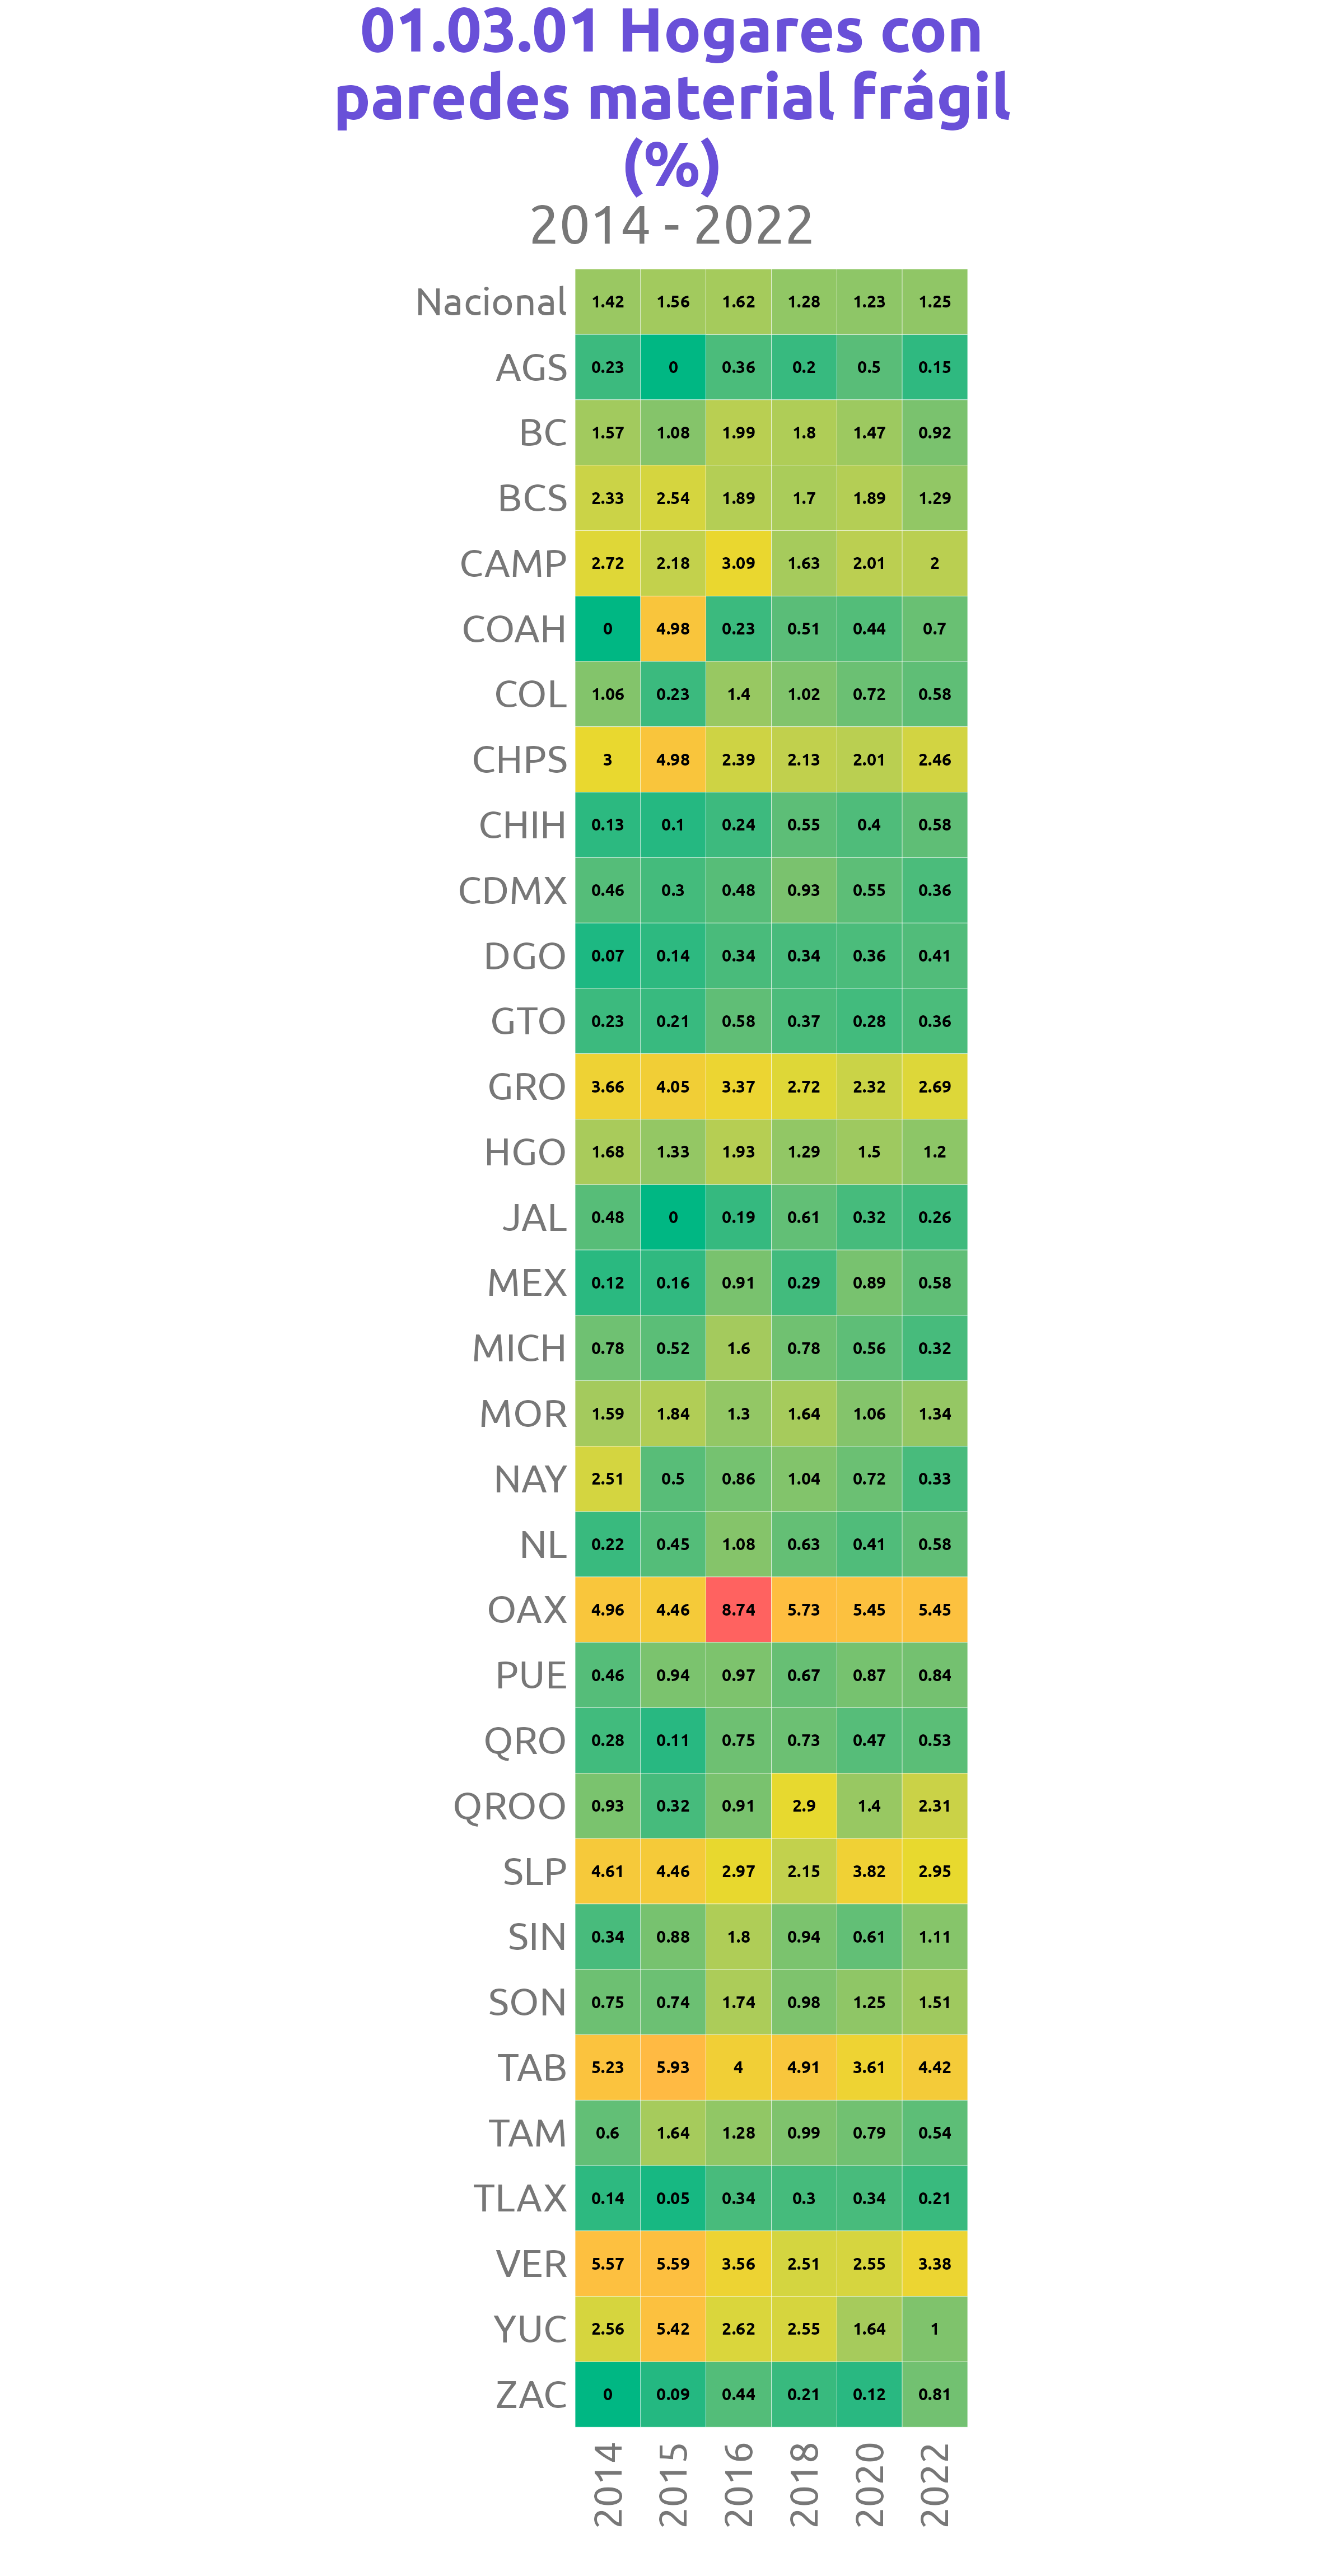 01.03.01 Hogares con
paredes material frágil
(%)
2014 - 2022
Nacional 1.42 1.56 1.62 1.28 1.23 1.25
AGS 0.23 0 0.36 0.2 0.5 0.15
BC 1.57 1.08 1.99 1.8 1.47 0.92
BCS 2.33 2.54 1.89 1.7 1.89 1.29
CAMP 2.72 2.18 3.09 1.63 2.01 2
COAH 0 4.98 0.23 0.51 0.44 0.7
COL 1.06 0.23 1.4 1.02 0.72 0.58
CHPS 3 4.98 2.39 2.13 2.01 2.46
CHIH 0.13 0.1 0.24 0.55 0.4 0.58
CDMX 0.46 0.3 0.48 0.93 0.55 0.36
DGO 0.07 0.14 0.34 0.34 0.36 0.41
GTO 0.23 0.21 0.58 0.37 0.28 0.36
GRO 3.66 4.05 3.37 2.72 2.32 2.69
HGO 1.68 1.33 1.93 1.29 1.5 1.2
JAL 0.48 0 0.19 0.61 0.32 0.26
MEX 0.12 0.16 0.91 0.29 0.89 0.58
MICH 0.78 0.52 1.6 0.78 0.56 0.32
MOR 1.59 1.84 1.3 1.64 1.06 1.34
NAY 2.51 0.5 0.86 1.04 0.72 0.33
NL 0.22 0.45 1.08 0.63 0.41 0.58
OAX 4.96 4.46 8.74 5.73 5.45 5.45
PUE 0.46 0.94 0.97 0.67 0.87 0.84
QRO 0.28 0.11 0.75 0.73 0.47 0.53
QROO 0.93 0.32 0.91 2.9 1.4 2.31
SLP 4.61 4.46 2.97 2.15 3.82 2.95
SIN 0.34 0.88 1.8 0.94 0.61 1.11
SON 0.75 0.74 1.74 0.98 1.25 1.51
TAB 5.23 5.93 4 4.91 3.61 4.42
TAM 0.6 1.64 1.28 0.99 0.79 0.54
TLAX 0.14 0.05 0.34 0.3 0.34 0.21
VER 5.57 5.59 3.56 2.51 2.55 3.38
YUC 2.56 5.42 2.62 2.55 1.64 1
ZAC 0 0.09 0.44 0.21 0.12 0.81
2014 2015 2016 2018 2020 2022